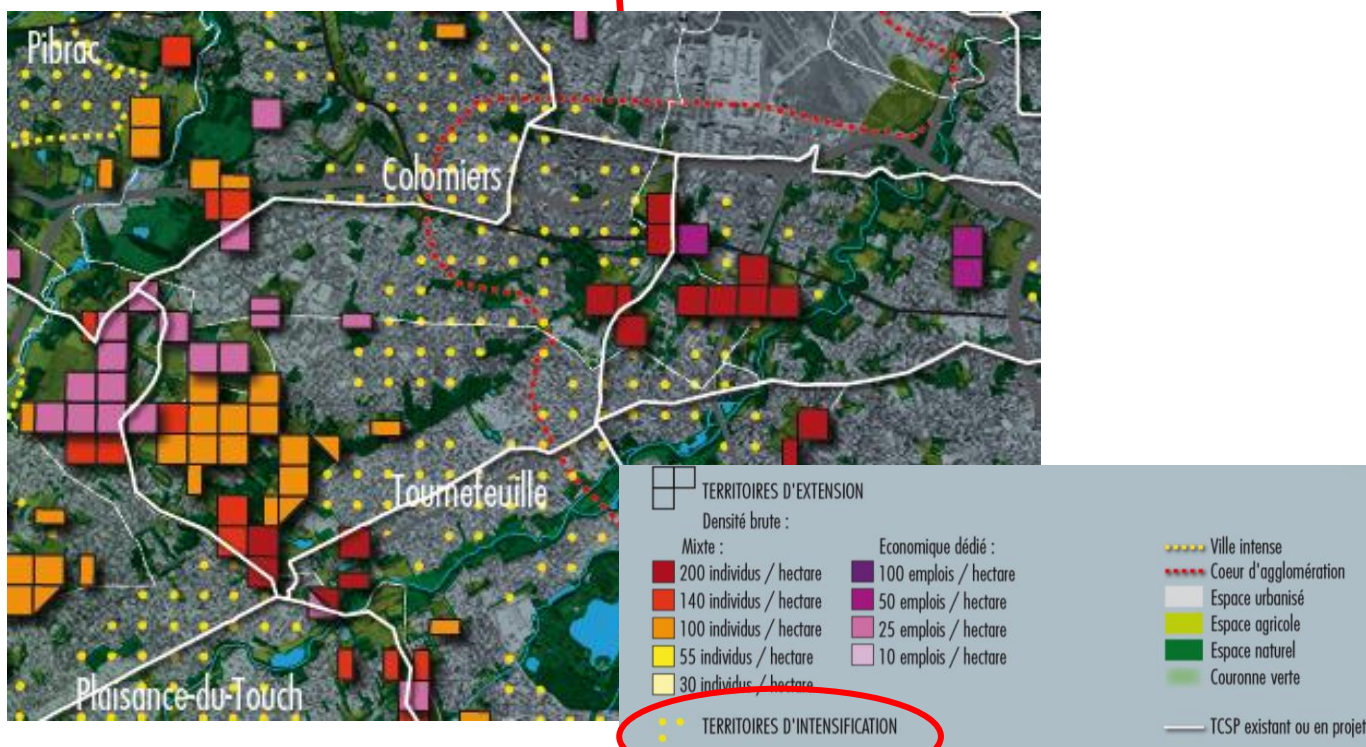 Pibrac
Colomiers
Tournefeuille
Plaisance-du-Touch
TERRITOIRES D'EXTENSION
Densité brute :
Mixte :
200 individus / hectare
140 individus / hectare
100 individus / hectare
55 individus / hectare
30 individus / hectare
Economique dédié :
100 emplois / hectare
50 emplois / hectare
25 emplois / hectare
10 emplois / hectare
TERRITOIRES D'INTENSIFICATION
Ville intense
Coeur d'agglomération
Espace urbanisé
Espace agricole
Espace naturel
Couronne verte
TCSP existant ou en projet